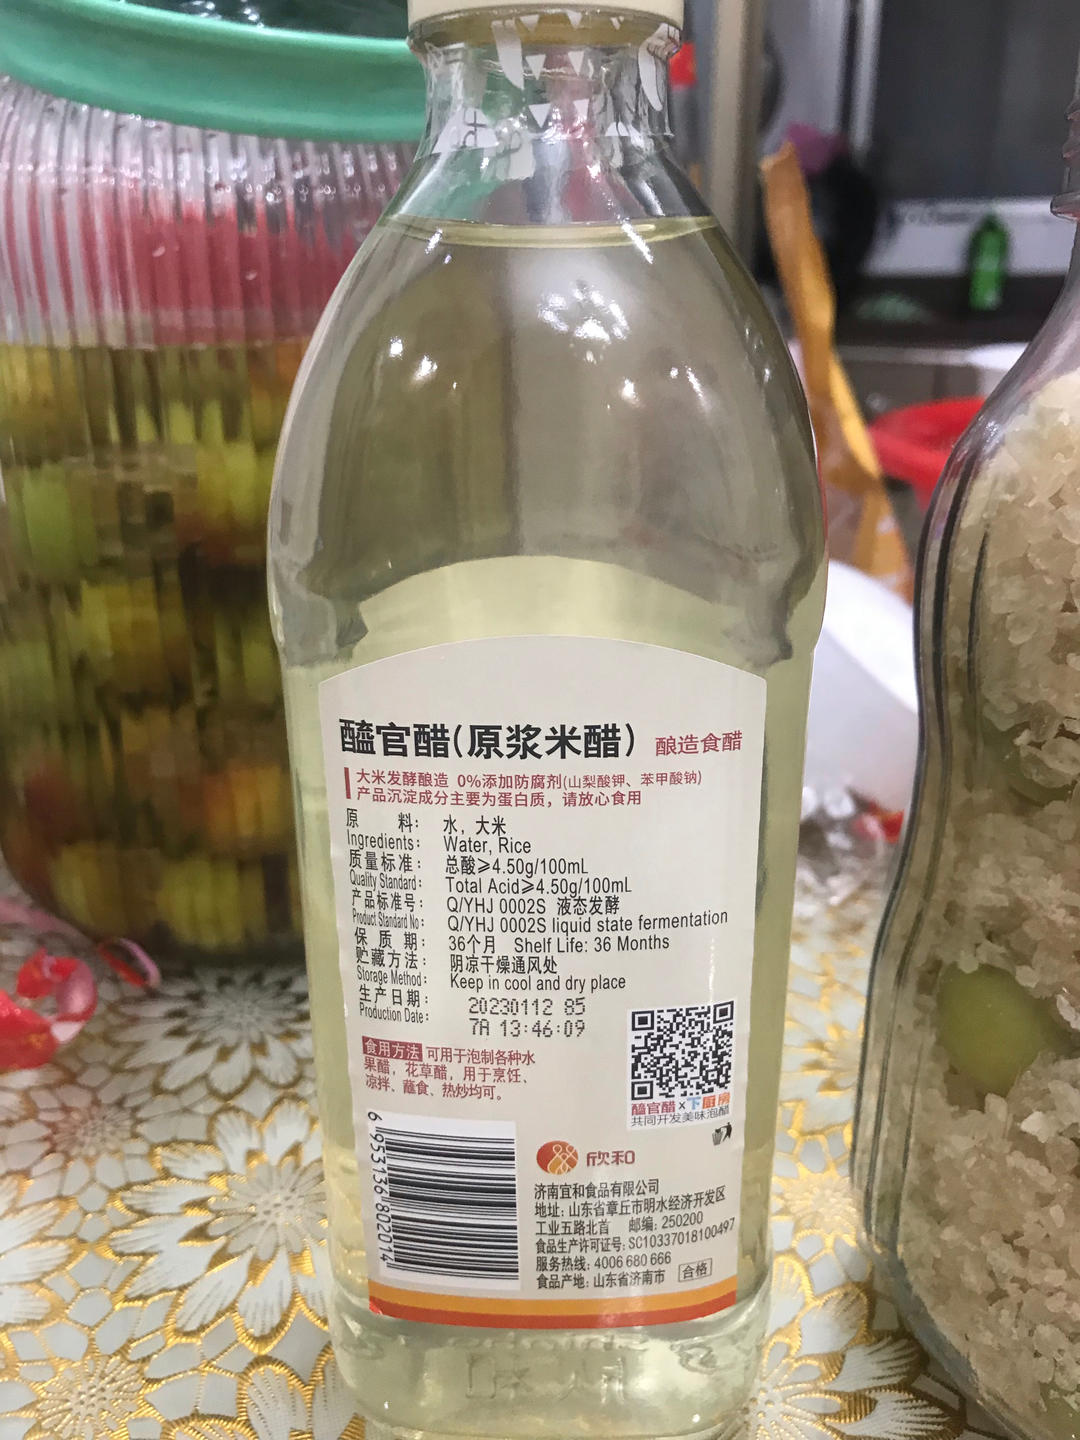 醯官醋(原浆米醋) 酿造食醋
大米发酵酿造 0%添加防腐剂(山梨酸钾、苯甲酸钠)
产品沉淀成分主要为蛋白质，请放心食用
原料： 水，大米
Ingredients: Water, Rice
质量标准： 总酸≥4.50g/100mL
Quality Standard: Total Acid≥4.50g/100mL
产品标准号： Q/YHJ 0002S 液态发酵
Product Standard No: Q/YHJ 0002S liquid state fermentation
保质期： 36个月 Shelf Life: 36 Months
贮藏方法： 阴凉干燥通风处
Storage Method: Keep in cool and dry place
生产日期： 20230112 85
Production Date: 7A 13:46:09
食用方法 可用于泡制各种水
果醋，花草醋，用于烹饪、
凉拌、蘸食、热炒均可。
醯官醋x下厨房
共同开发美味泡醋
6 953136 802014
欣和
济南宜和食品有限公司
地址: 山东省章丘市明水经济开发区
工业五路北首 邮编: 250200
食品生产许可证号: SC10337018100497
服务热线: 4006 680 666
食品产地: 山东省济南市 合格